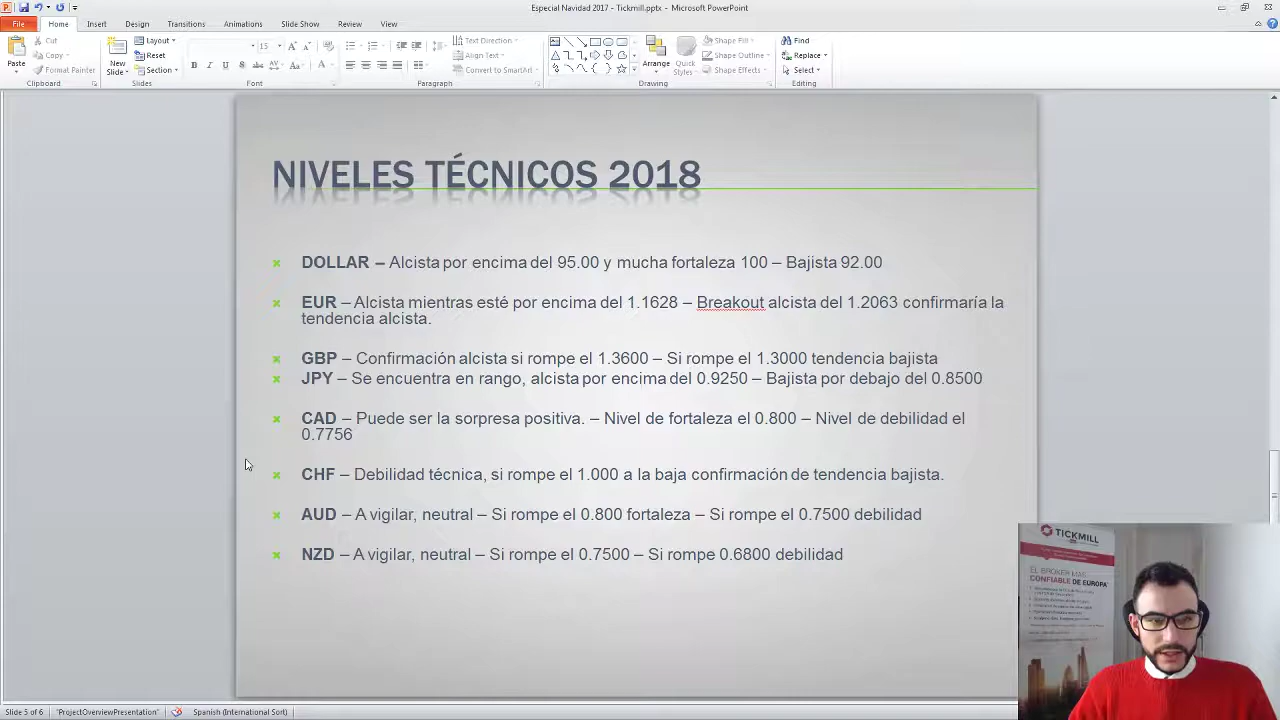 Especial Navidad 2017 - Tickmill.pptx - Microsoft PowerPoint
File Home Insert Design Transitions Animations Slide Show Review View
Paste
Cut
Copy
Format Painter
Clipboard
New Slide
Layout
Reset
Section
Slides
15
Font
Text Direction
Align Text
Convert to SmartArt
Paragraph
Arrange
Quick Styles
Shape Fill
Shape Outline
Shape Effects
Drawing
Find
Replace
Select
Editing
NIVELES TÉCNICOS 2018
DOLLAR – Alcista por encima del 95.00 y mucha fortaleza 100 – Bajista 92.00
EUR – Alcista mientras esté por encima del 1.1628 – Breakout alcista del 1.2063 confirmaría la
tendencia alcista.
GBP – Confirmación alcista si rompe el 1.3600 – Si rompe el 1.3000 tendencia bajista
JPY – Se encuentra en rango, alcista por encima del 0.9250 – Bajista por debajo del 0.8500
CAD – Puede ser la sorpresa positiva. – Nivel de fortaleza el 0.800 – Nivel de debilidad el
0.7756
CHF – Debilidad técnica, si rompe el 1.000 a la baja confirmación de tendencia bajista.
AUD – A vigilar, neutral – Si rompe el 0.800 fortaleza – Si rompe el 0.7500 debilidad
NZD – A vigilar, neutral – Si rompe el 0.7500 – Si rompe 0.6800 debilidad
TICKMILL
EL BROKER MÁS
CONFIABLE DE EUROPA
Slide 5 of 6 "ProjectOverviewPresentation" Spanish (International Sort)